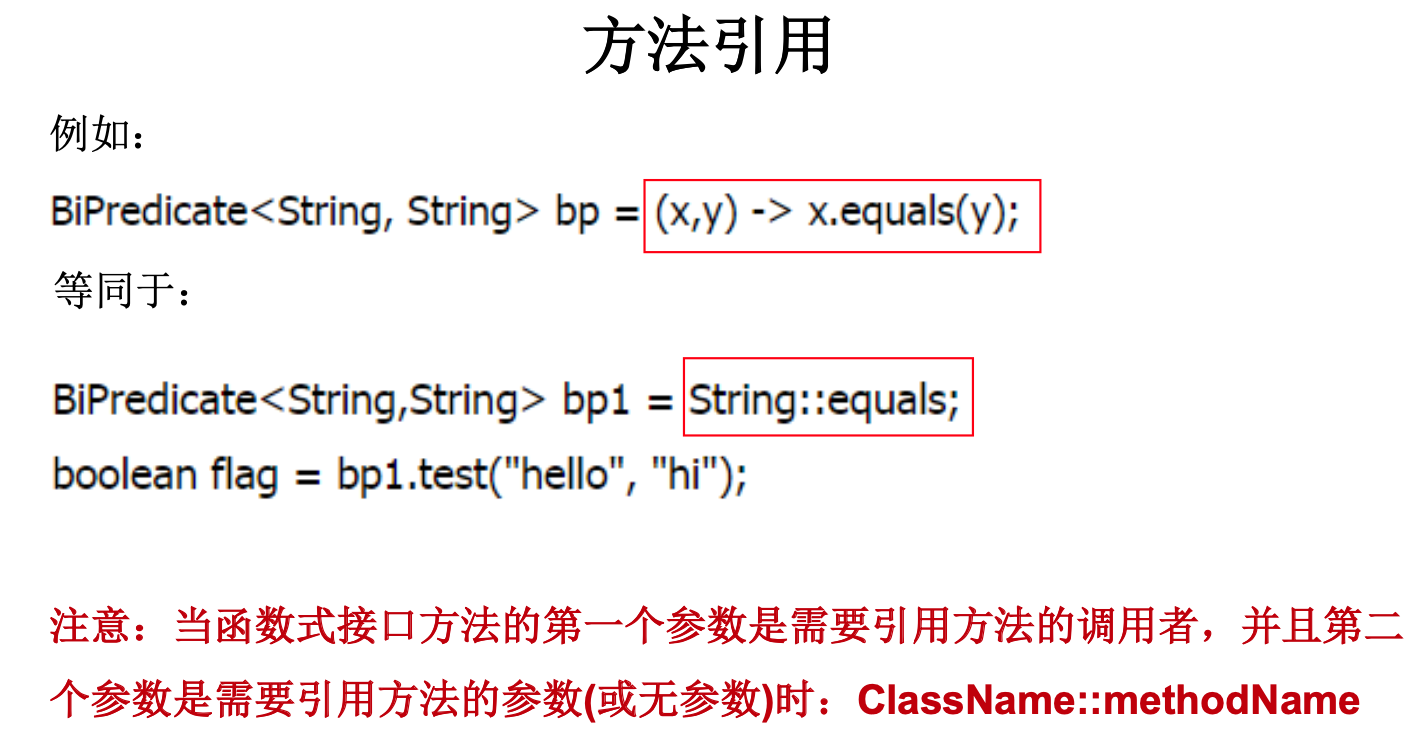 方法引用
例如：
BiPredicate<String, String> bp = (x,y) -> x.equals(y);
等同于：
BiPredicate<String,String> bp1 = String::equals;
boolean flag = bp1.test("hello", "hi");
注意：当函数式接口方法的第一个参数是需要引用方法的调用者，并且第二
个参数是需要引用方法的参数(或无参数)时：ClassName::methodName